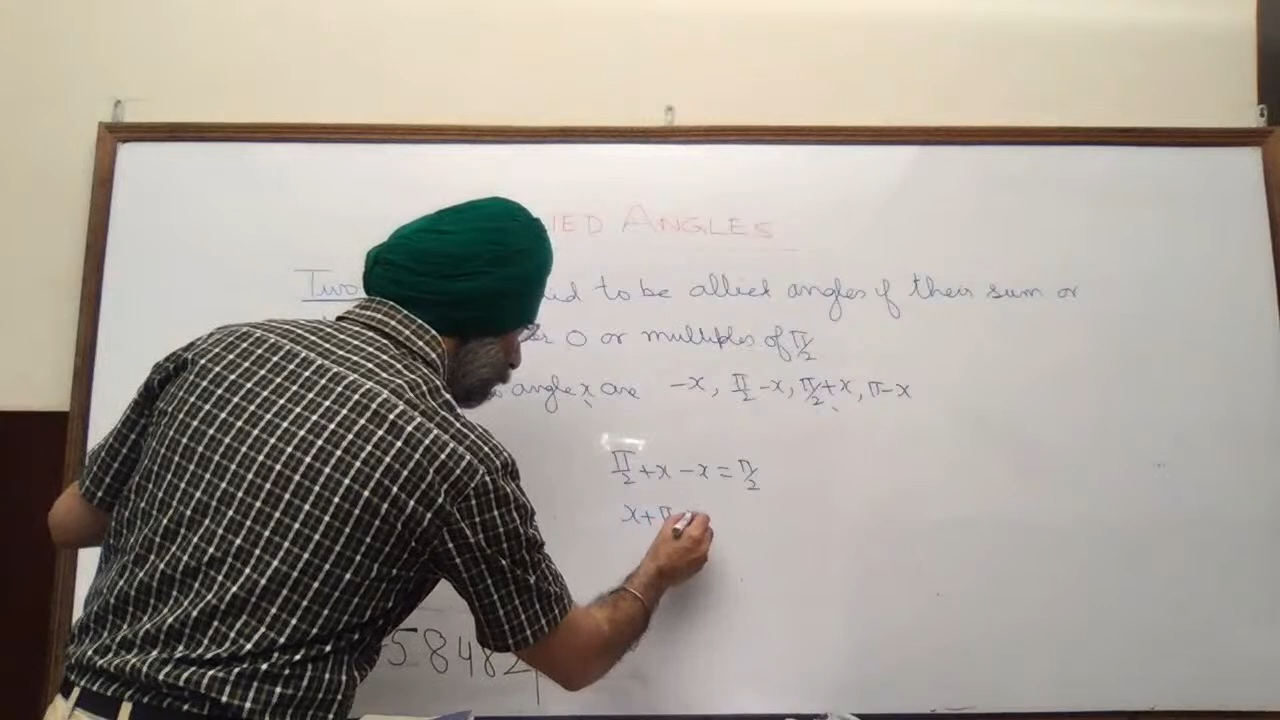 IED ANGLES
Two id to be allied angles if their sum or
0 or multiples of π/2
angle x are -x, π/2-x, π/2+x, π-x
π/2+x-x=π/2
x+π
58482